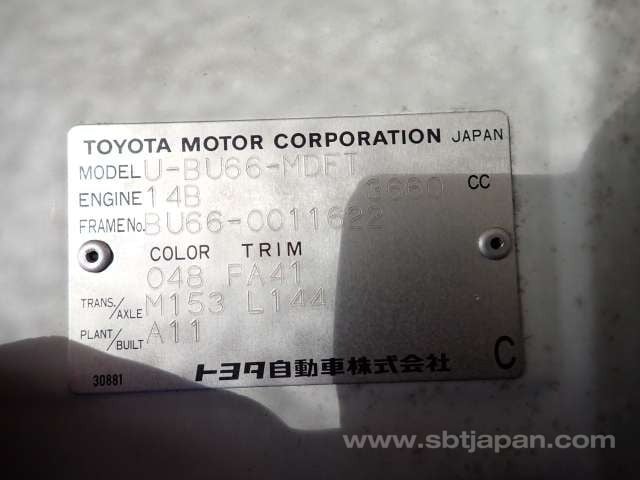 TOYOTA MOTOR CORPORATION JAPAN
MODEL U-BU66-MDFT
ENGINE 14B 3660 CC
FRAME No. BU66-0011622
COLOR TRIM
048 FA41
TRANS./AXLE M153 L144
PLANT/BUILT A11
30881 トヨタ自動車株式会社 C
www.sbtjapan.com